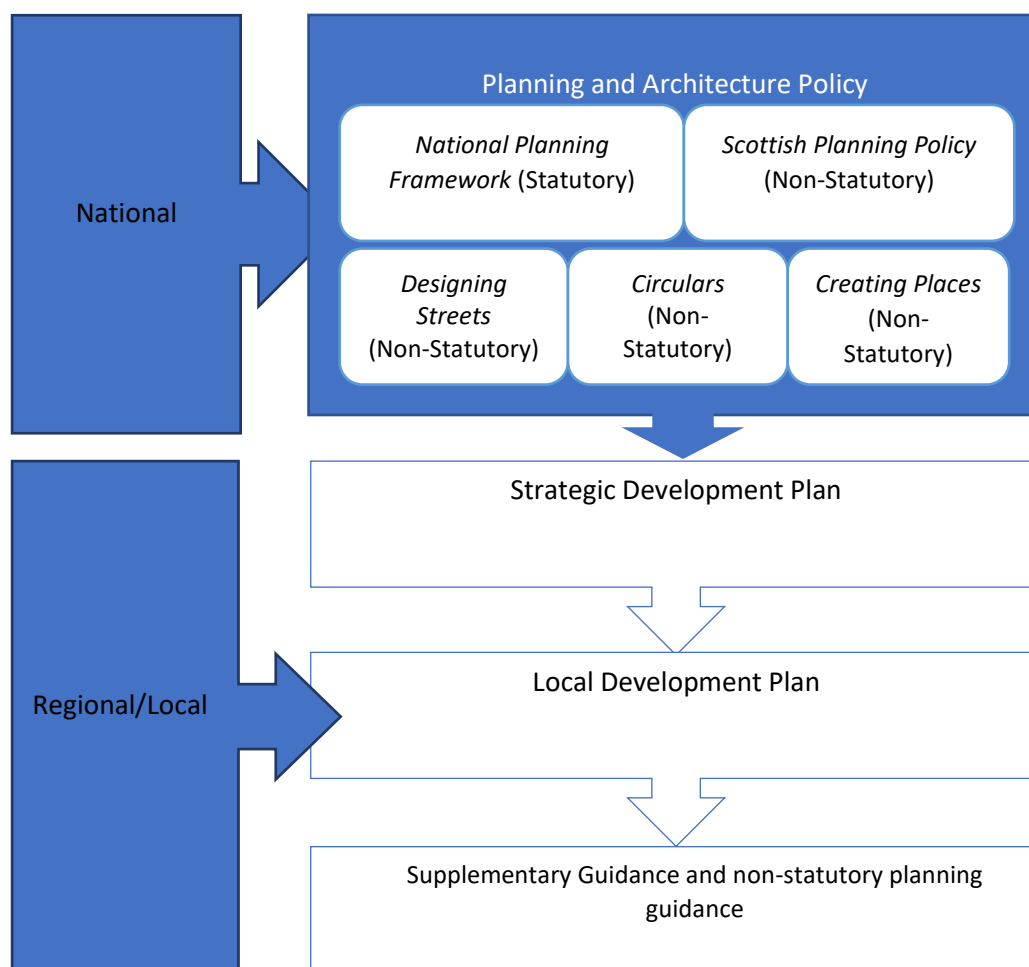 National
Planning and Architecture Policy
National Planning
Framework (Statutory)
Scottish Planning Policy
(Non-Statutory)
Designing
Streets
(Non-Statutory)
Circulars
(Non-
Statutory)
Creating Places
(Non-
Statutory)
Regional/Local
Strategic Development Plan
Local Development Plan
Supplementary Guidance and non-statutory planning
guidance